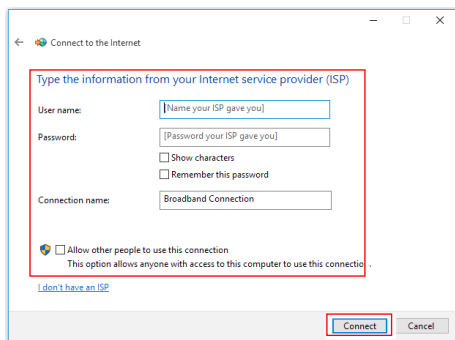 Connect to the Internet
Type the information from your Internet service provider (ISP)
User name:
[Name your ISP gave you]
Password:
[Password your ISP gave you]
Show characters
Remember this password
Connection name:
Broadband Connection
Allow other people to use this connection
This option allows anyone with access to this computer to use this connection.
I don't have an ISP
Connect
Cancel